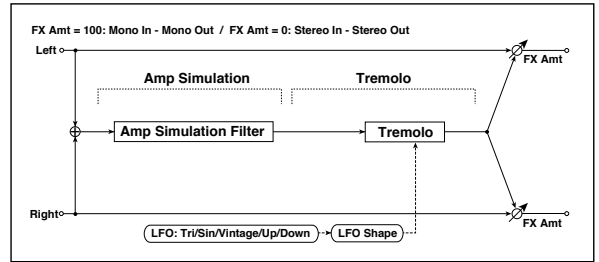 FX Amt = 100: Mono In - Mono Out / FX Amt = 0: Stereo In - Stereo Out
Left
FX Amt
Amp Simulation
Tremolo
Amp Simulation Filter
Tremolo
Right
FX Amt
LFO: Tri/Sin/Vintage/Up/Down
LFO Shape